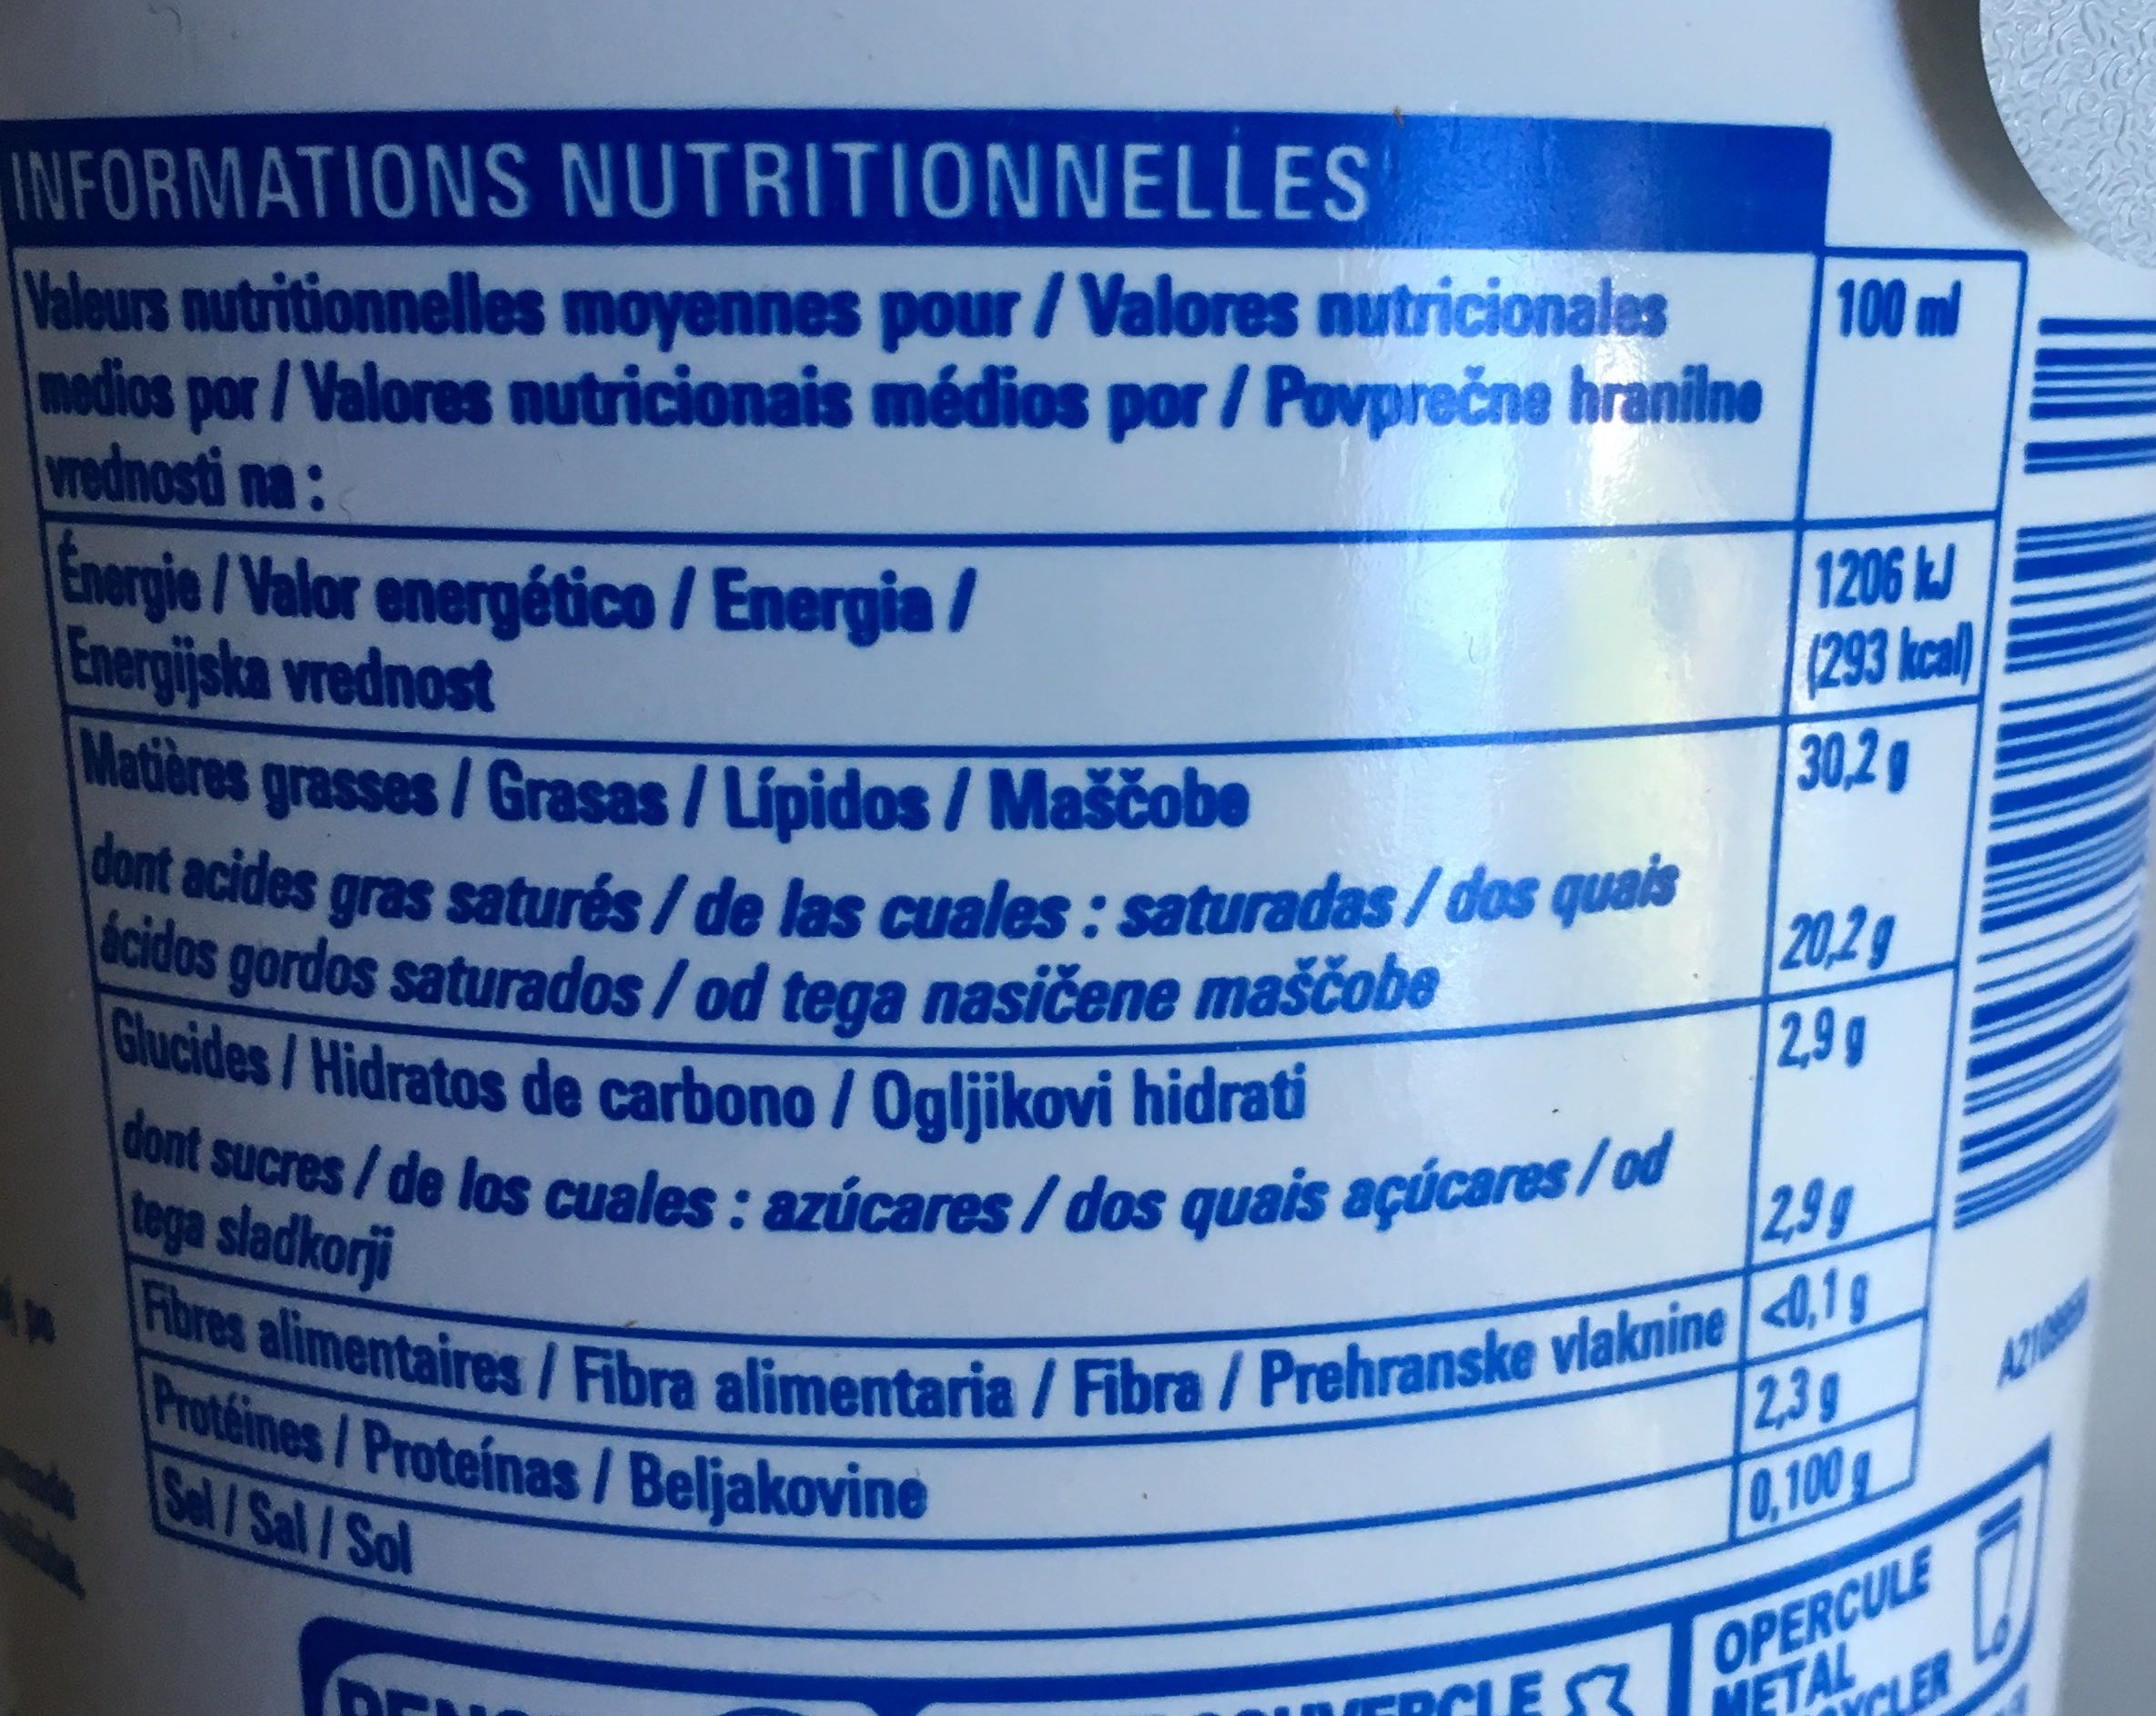 INFORMATIONS NUTRITIONNELLES
Valeurs nutritionnelles moyennes pour / Valores nutricionales
medios por / Valores nutricionais médios por / Povprečne hranilne
vrednosti na :
100 ml
Énergie / Valor energético / Energia /
Energijska vrednost
1206 kJ
(293 kcal)
Matières grasses / Grasas / Lípidos / Maščobe
30,2 g
dont acides gras saturés / de las cuales : saturadas / dos quais
ácidos gordos saturados / od tega nasičene maščobe
20,2 g
Glucides / Hidratos de carbono / Ogljikovi hidrati
2,9 g
dont sucres / de los cuales : azúcares / dos quais açúcares / od
tega sladkorji
2,9 g
Fibres alimentaires / Fibra alimentaria / Fibra / Prehranske vlaknine
<0,1 g
Protéines / Proteínas / Beljakovine
2,3 g
Sel / Sal / Sol
0,100 g
OPERCULE
METAL